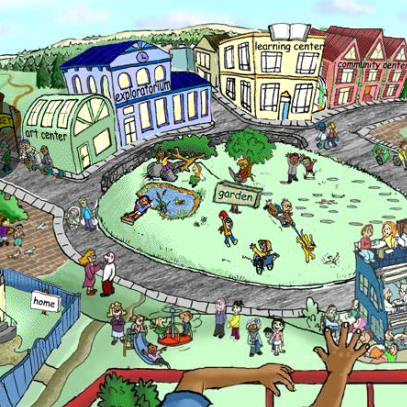 learning center
community center
exploratorium
art center
garden
home